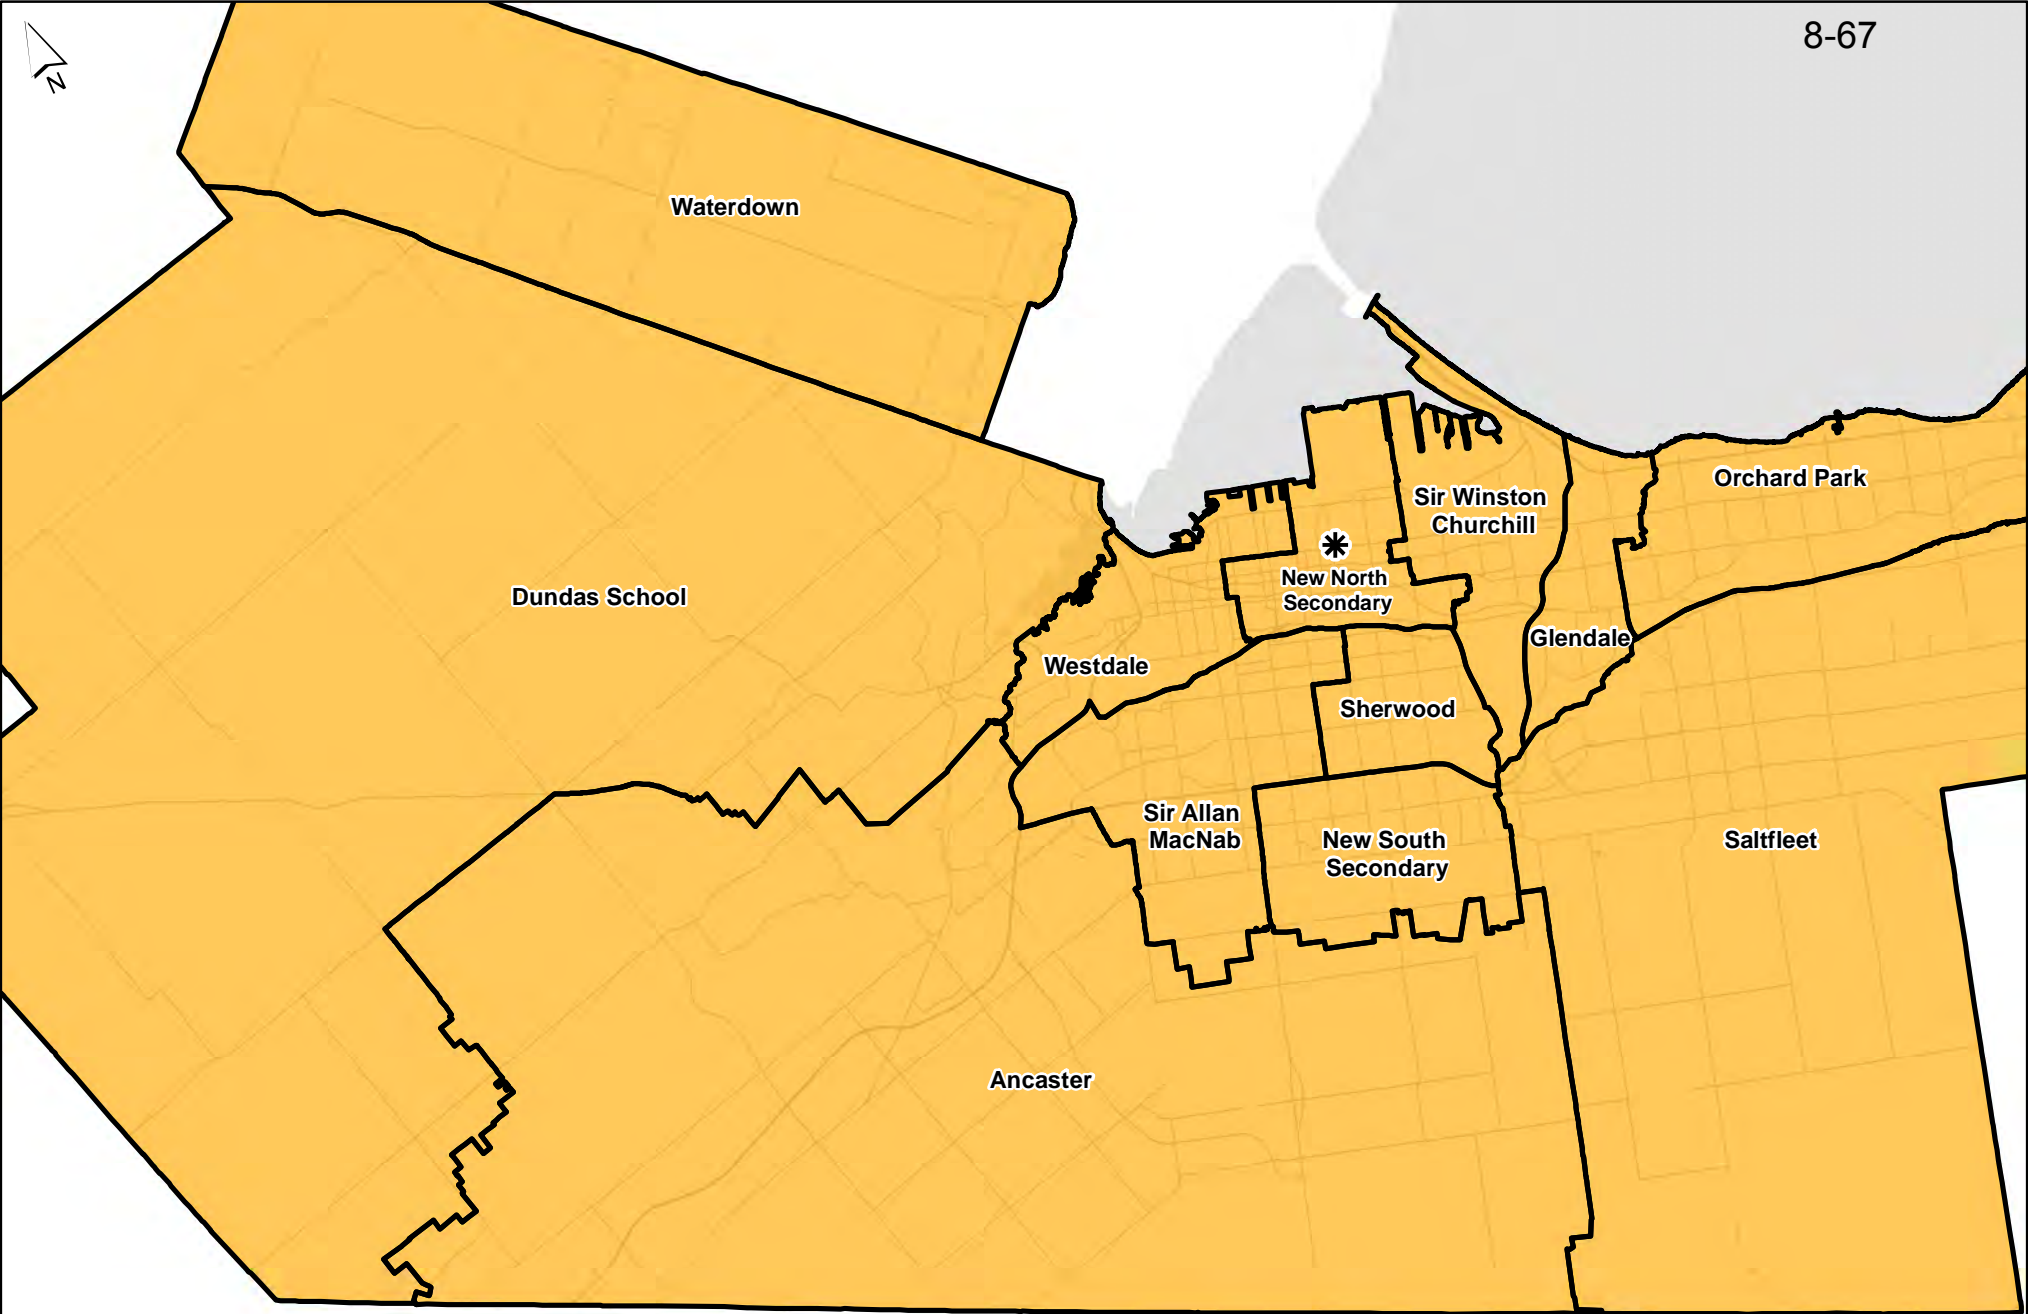 8-67
N
Waterdown
Orchard Park
Sir Winston
Churchill
New North
Secondary
Dundas School
Glendale
Westdale
Sherwood
Sir Allan
MacNab
New South
Secondary
Saltfleet
Ancaster